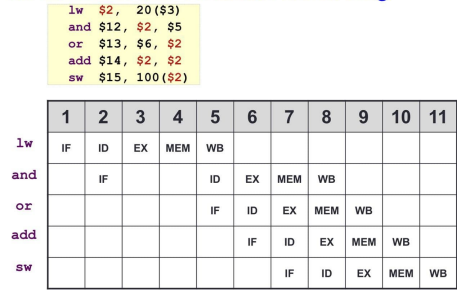 lw $2, 20($3)
and $12, $2, $5
or $13, $6, $2
add $14, $2, $2
sw $15, 100($2)
1 2 3 4 5 6 7 8 9 10 11
lw IF ID EX MEM WB
and IF ID EX MEM WB
or IF ID EX MEM WB
add IF ID EX MEM WB
sw IF ID EX MEM WB